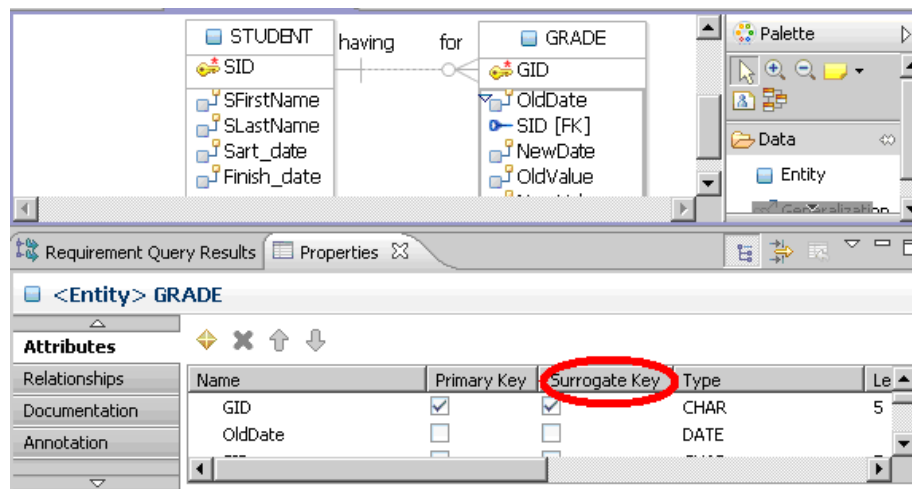 STUDENT having for GRADE Palette
SID GID
SFirstName OldDate
SLastName SID [FK]
Sart_date NewDate Data
Finish_date OldValue Entity
Generalization
Requirement Query Results Properties
<Entity> GRADE
Attributes
Relationships Name Primary Key Surrogate Key Type Le
Documentation GID CHAR 5
Annotation OldDate DATE